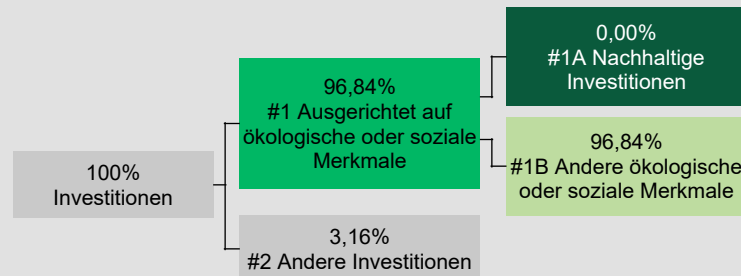 100%
Investitionen
96,84%
#1 Ausgerichtet auf
ökologische oder soziale
Merkmale
3,16%
#2 Andere Investitionen
0,00%
#1A Nachhaltige
Investitionen
96,84%
#1B Andere ökologische
oder soziale Merkmale